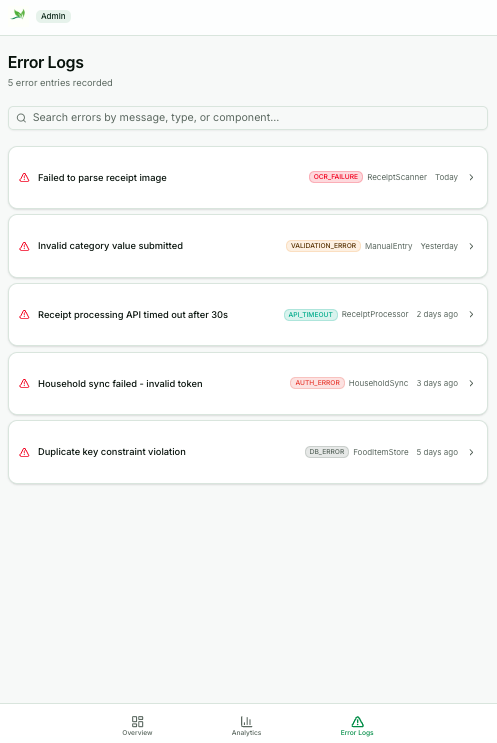 Admin
Error Logs
5 error entries recorded
Search errors by message, type, or component...
Failed to parse receipt image OCR_FAILURE ReceiptScanner Today
Invalid category value submitted VALIDATION_ERROR ManualEntry Yesterday
Receipt processing API timed out after 30s API_TIMEOUT ReceiptProcessor 2 days ago
Household sync failed - invalid token AUTH_ERROR HouseholdSync 3 days ago
Duplicate key constraint violation DB_ERROR FoodItemStore 5 days ago
Overview Analytics Error Logs